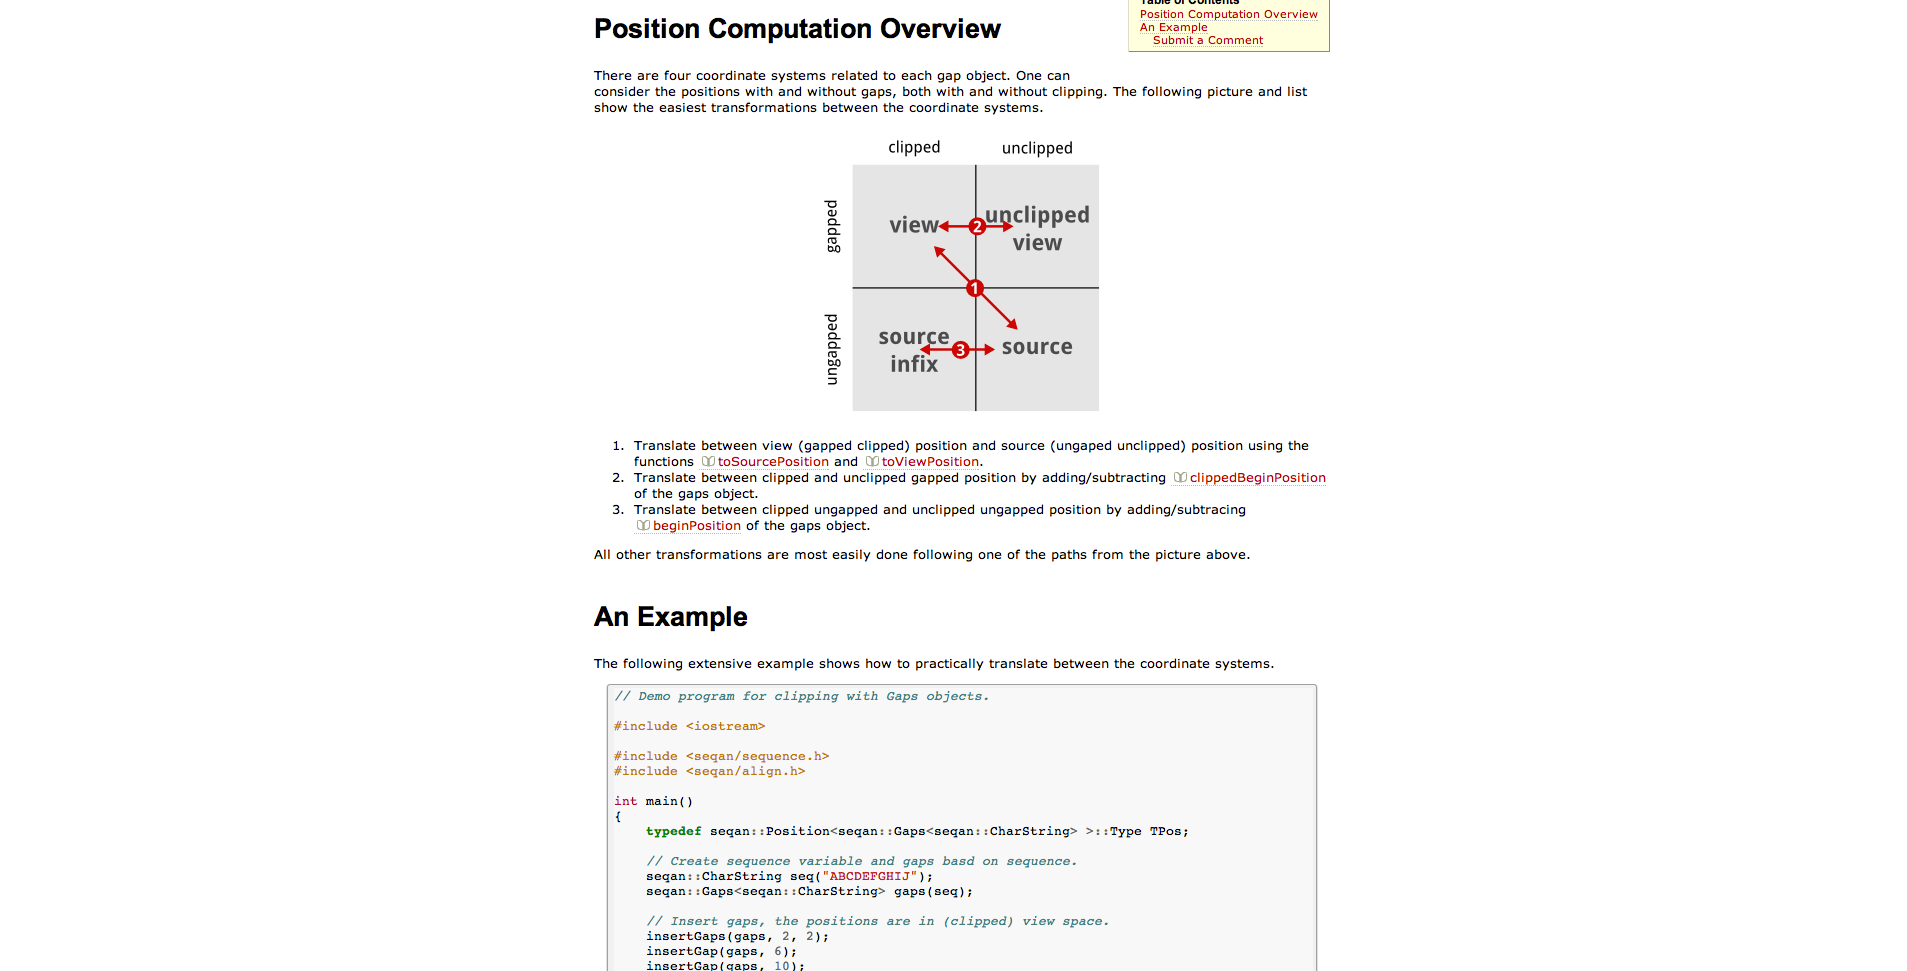 Table of Contents
Position Computation Overview
An Example
Submit a Comment
Position Computation Overview
There are four coordinate systems related to each gap object. One can
consider the positions with and without gaps, both with and without clipping. The following picture and list
show the easiest transformations between the coordinate systems.
clipped unclipped
gapped
view 2 unclipped
view
1
ungapped
source 3 source
infix
1. Translate between view (gapped clipped) position and source (ungaped unclipped) position using the
functions toSourcePosition and toViewPosition.
2. Translate between clipped and unclipped gapped position by adding/subtracting clippedBeginPosition
of the gaps object.
3. Translate between clipped ungapped and unclipped ungapped position by adding/subtracing
beginPosition of the gaps object.
All other transformations are most easily done following one of the paths from the picture above.
An Example
The following extensive example shows how to practically translate between the coordinate systems.
// Demo program for clipping with Gaps objects.
#include <iostream>
#include <seqan/sequence.h>
#include <seqan/align.h>
int main()
{
typedef seqan::Position<seqan::Gaps<seqan::CharString> >::Type TPos;
// Create sequence variable and gaps basd on sequence.
seqan::CharString seq("ABCDEFGHIJ");
seqan::Gaps<seqan::CharString> gaps(seq);
// Insert gaps, the positions are in (clipped) view space.
insertGaps(gaps, 2, 2);
insertGap(gaps, 6);
insertGap(gaps, 10);